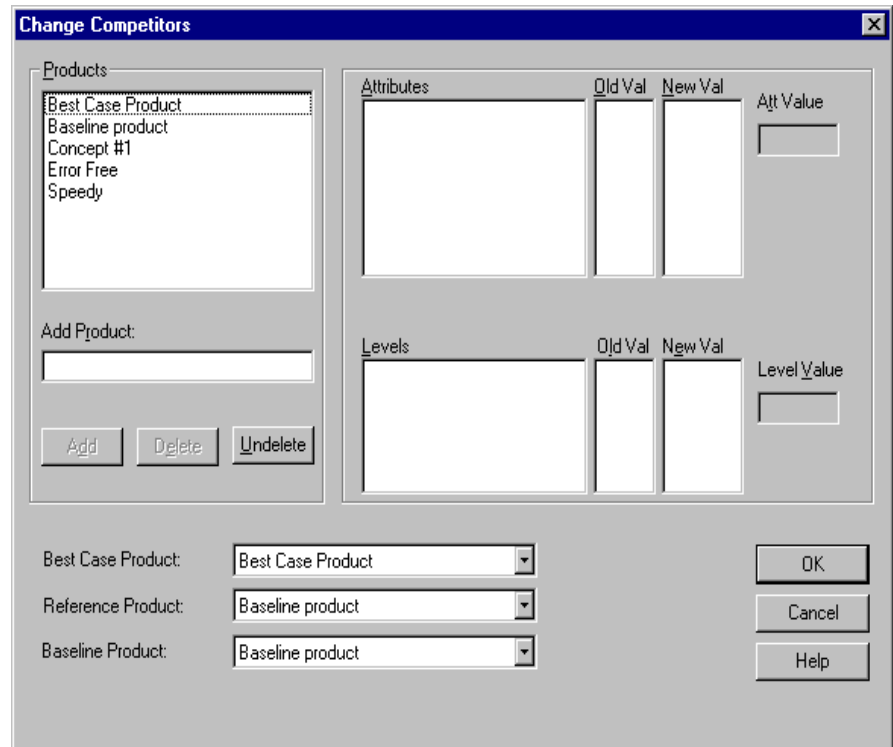 Change Competitors
Products
Best Case Product
Baseline product
Concept #1
Error Free
Speedy
Add Product:
Add
Delete
Undelete
Attributes
Old Val
New Val
Att Value
Levels
Old Val
New Val
Level Value
Best Case Product:
Best Case Product
Reference Product:
Baseline product
Baseline Product:
Baseline product
OK
Cancel
Help